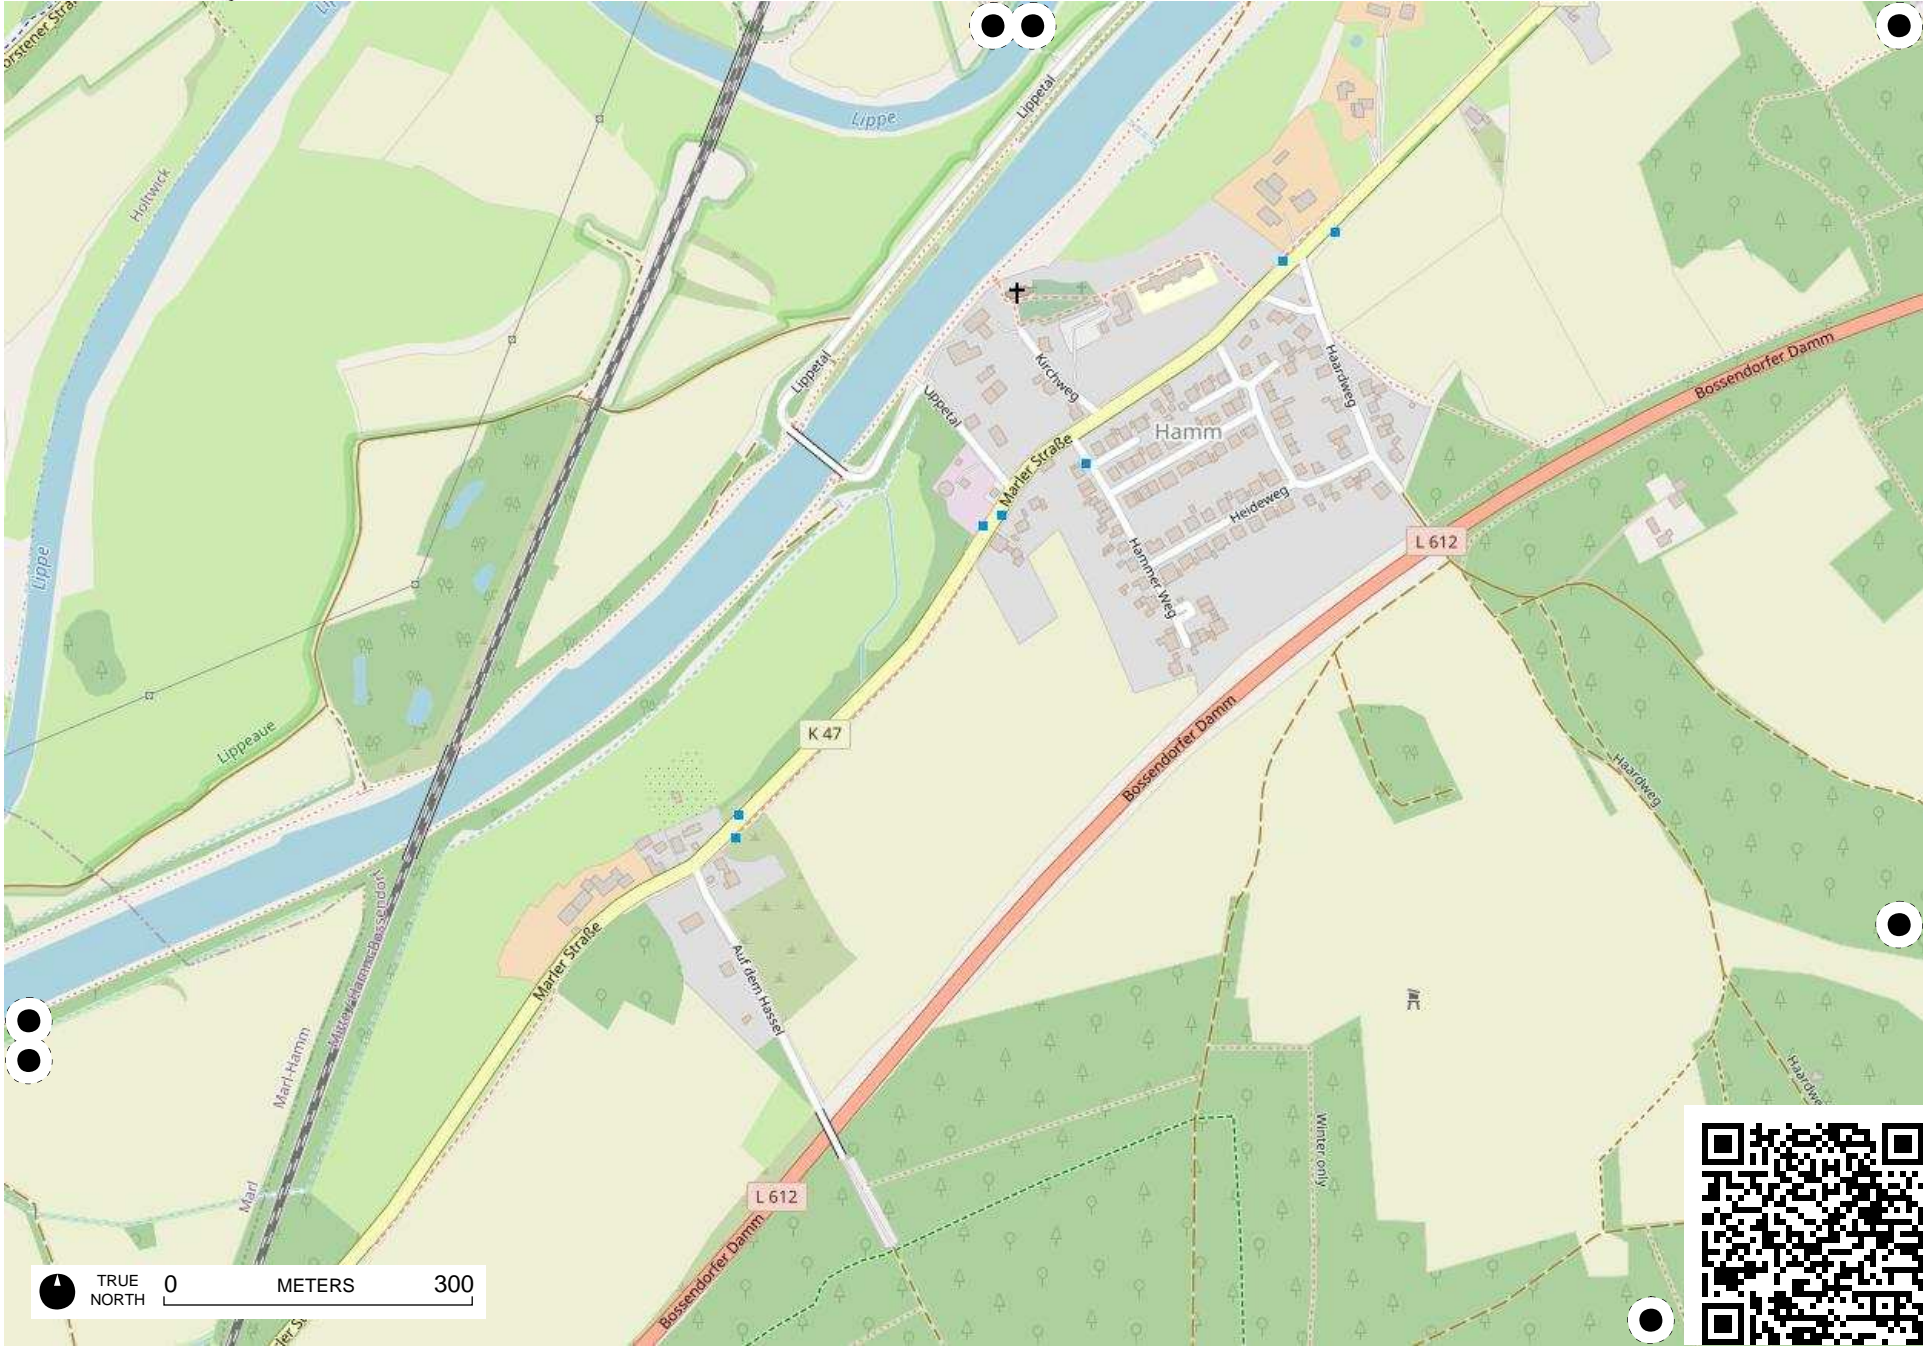 Lippe
Holtwick
Lippetal
Lippe
Kirchweg
Haardweg
Bossendorfer Damm
Lippetal
Lippetal
Hamm
Marler Straße
Heideweg
L 612
Hammer Weg
Lippeaue
K 47
Bossendorfer Damm
Haardweg
Marler Straße
Auf dem Hassel
Marl-Hamm
Marl
Winter only
L 612
Bossendorfer Damm
TRUE
NORTH
0 METERS 300